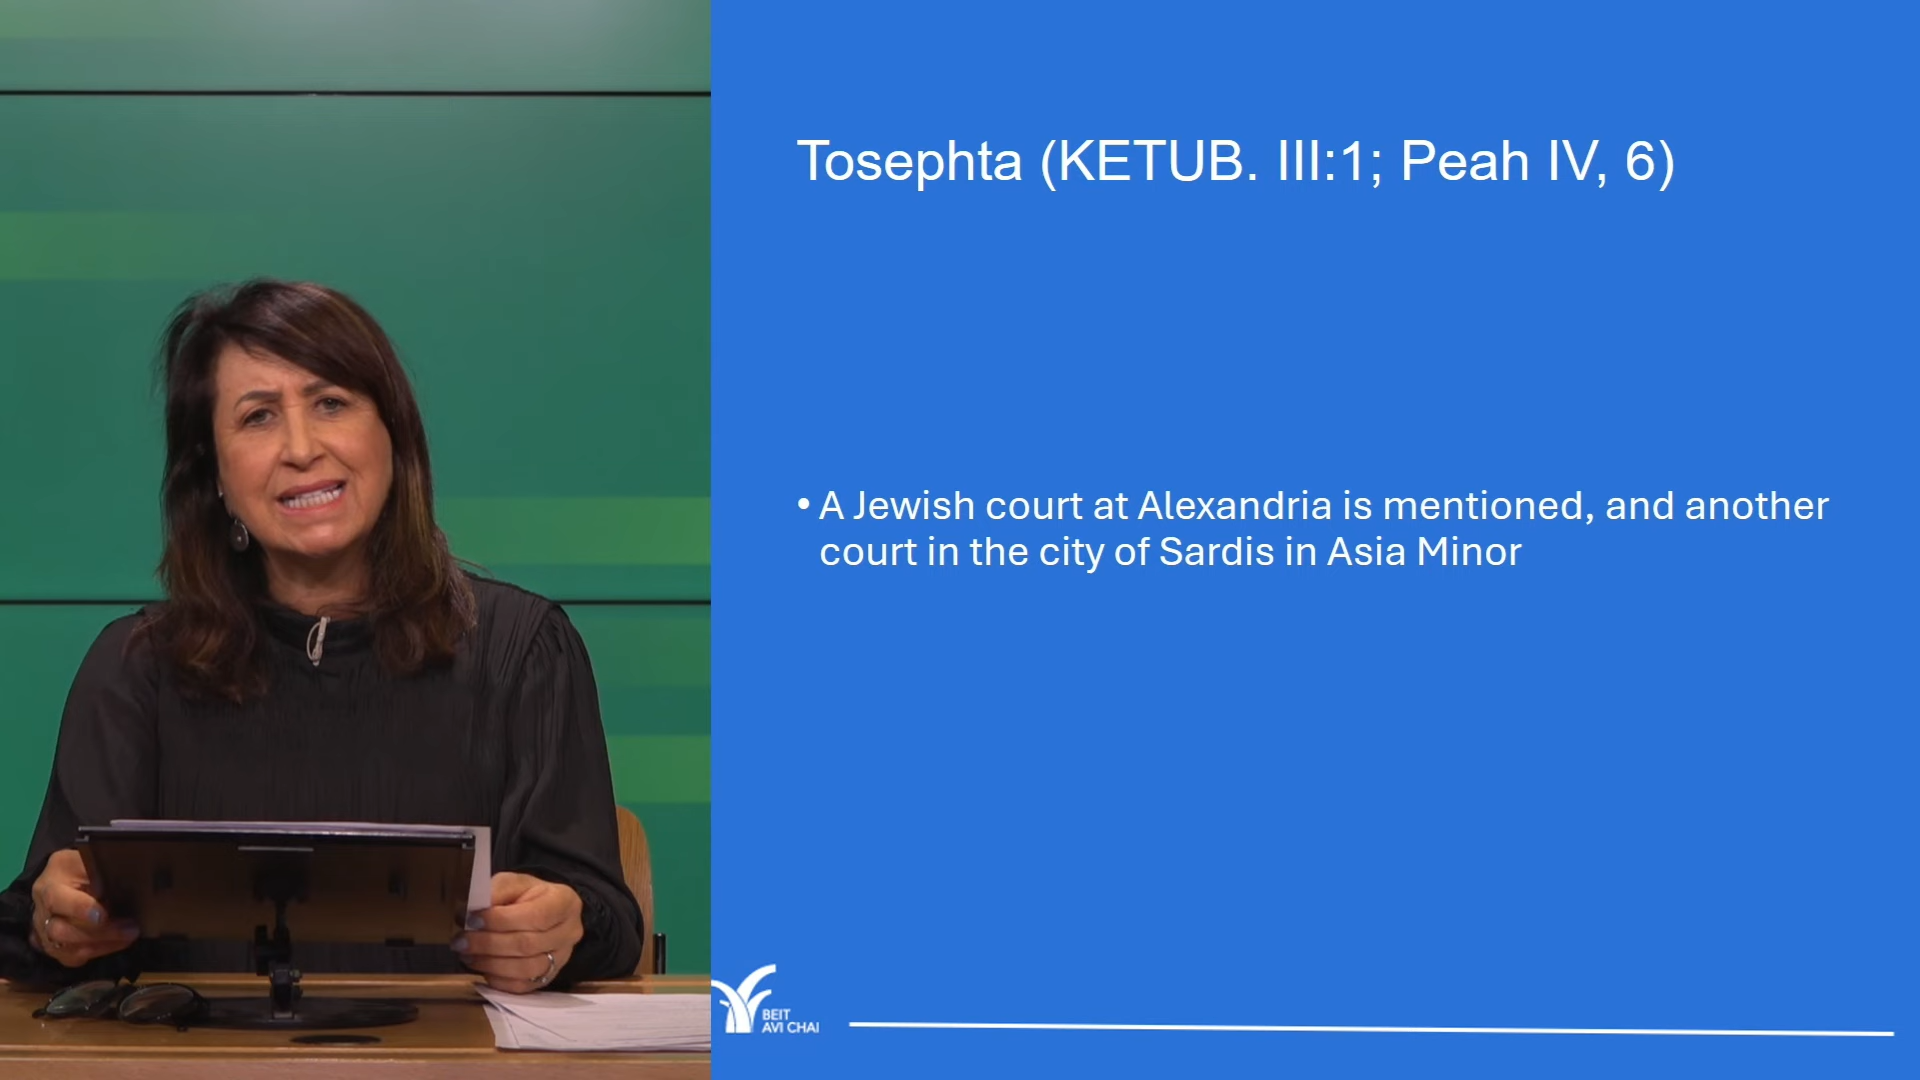 Tosephta (KETUB. III:1; Peah IV, 6)
• A Jewish court at Alexandria is mentioned, and another
court in the city of Sardis in Asia Minor
BEIT
AVI CHAI